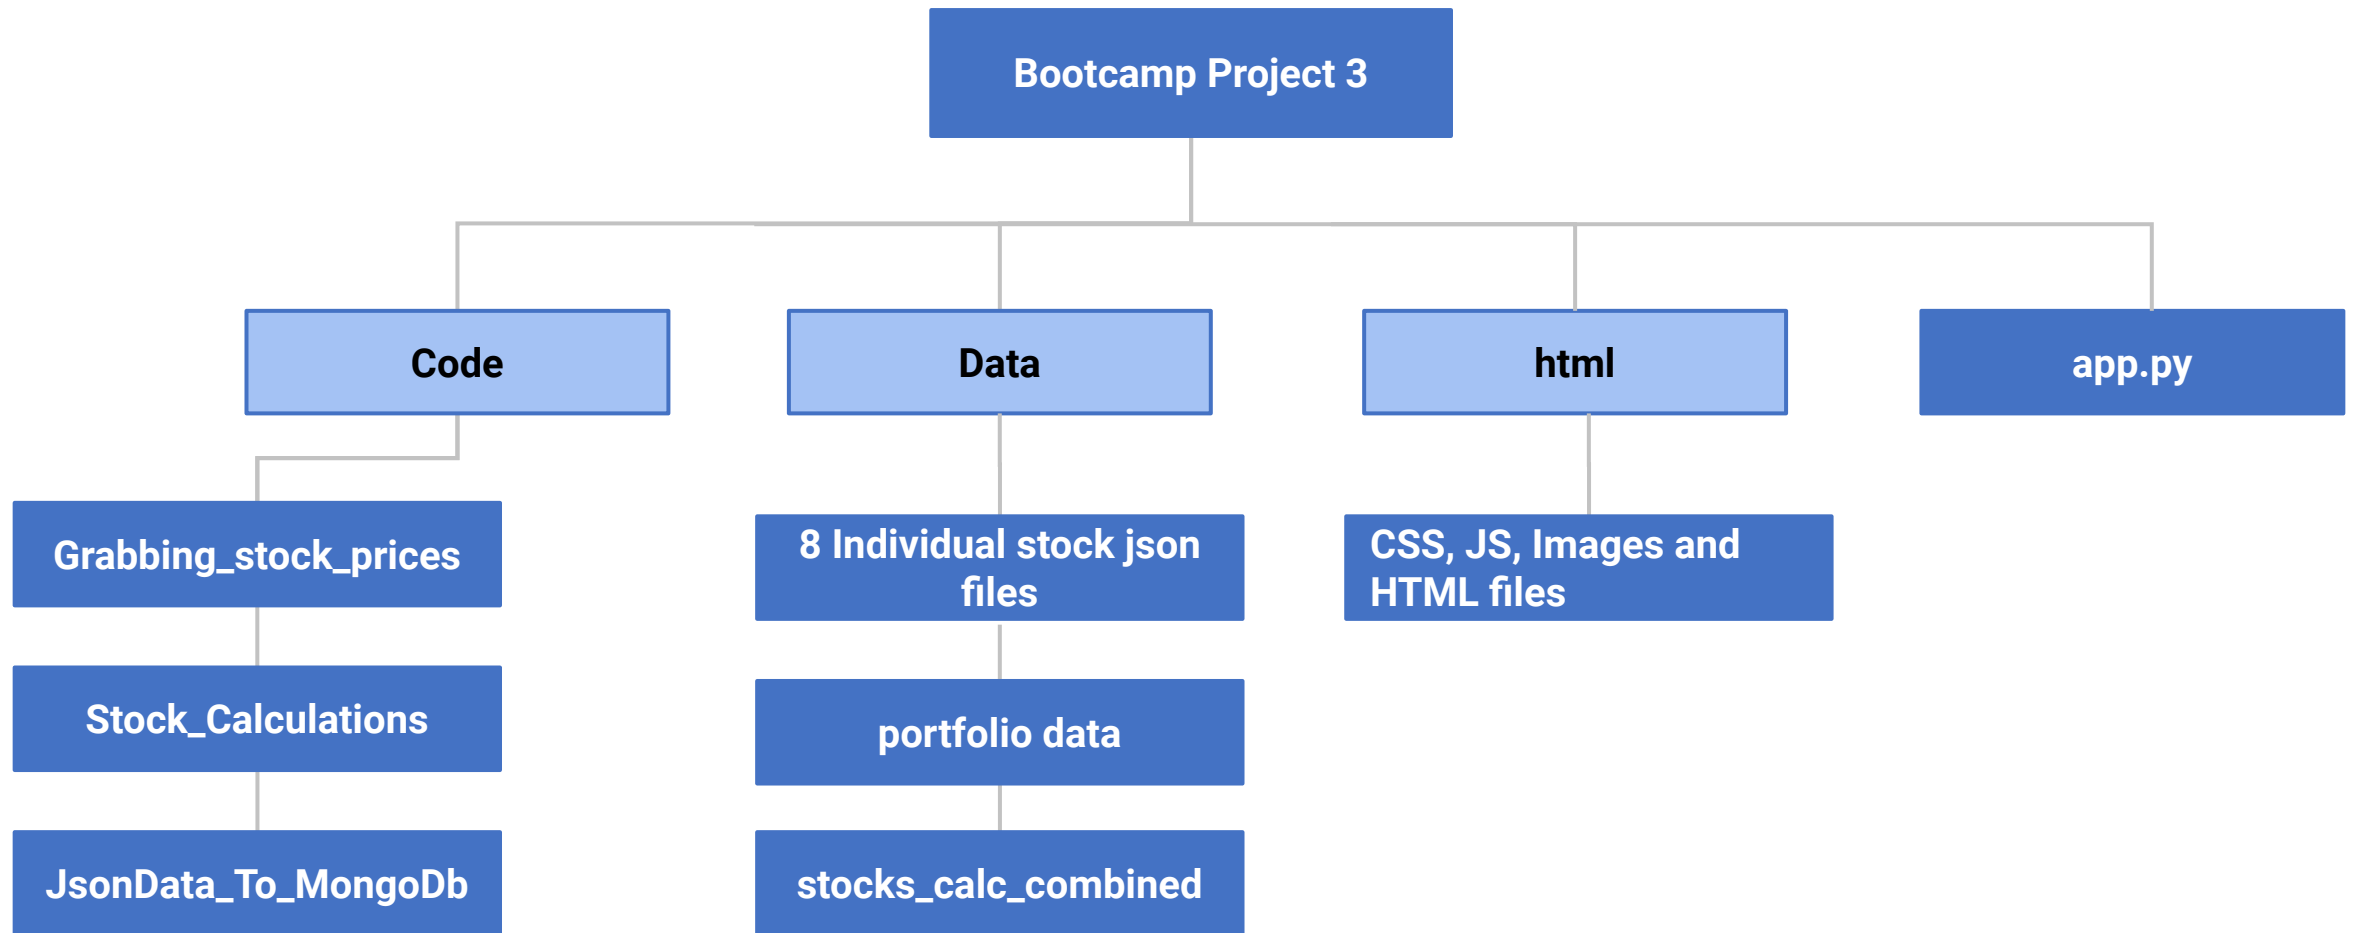 Bootcamp Project 3
Code
Data
html
app.py
Grabbing_stock_prices
Stock_Calculations
JsonData_To_MongoDb
8 Individual stock json
files
portfolio data
stocks_calc_combined
CSS, JS, Images and
HTML files